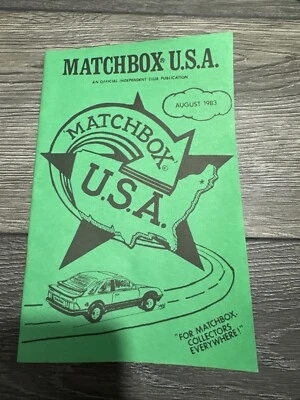 MATCHBOX® U.S.A.
AN OFFICIAL INDEPENDENT CLUB PUBLICATION
AUGUST 1983
MATCHBOX®
U.S.A.
"FOR MATCHBOX
COLLECTORS
EVERYWHERE!"